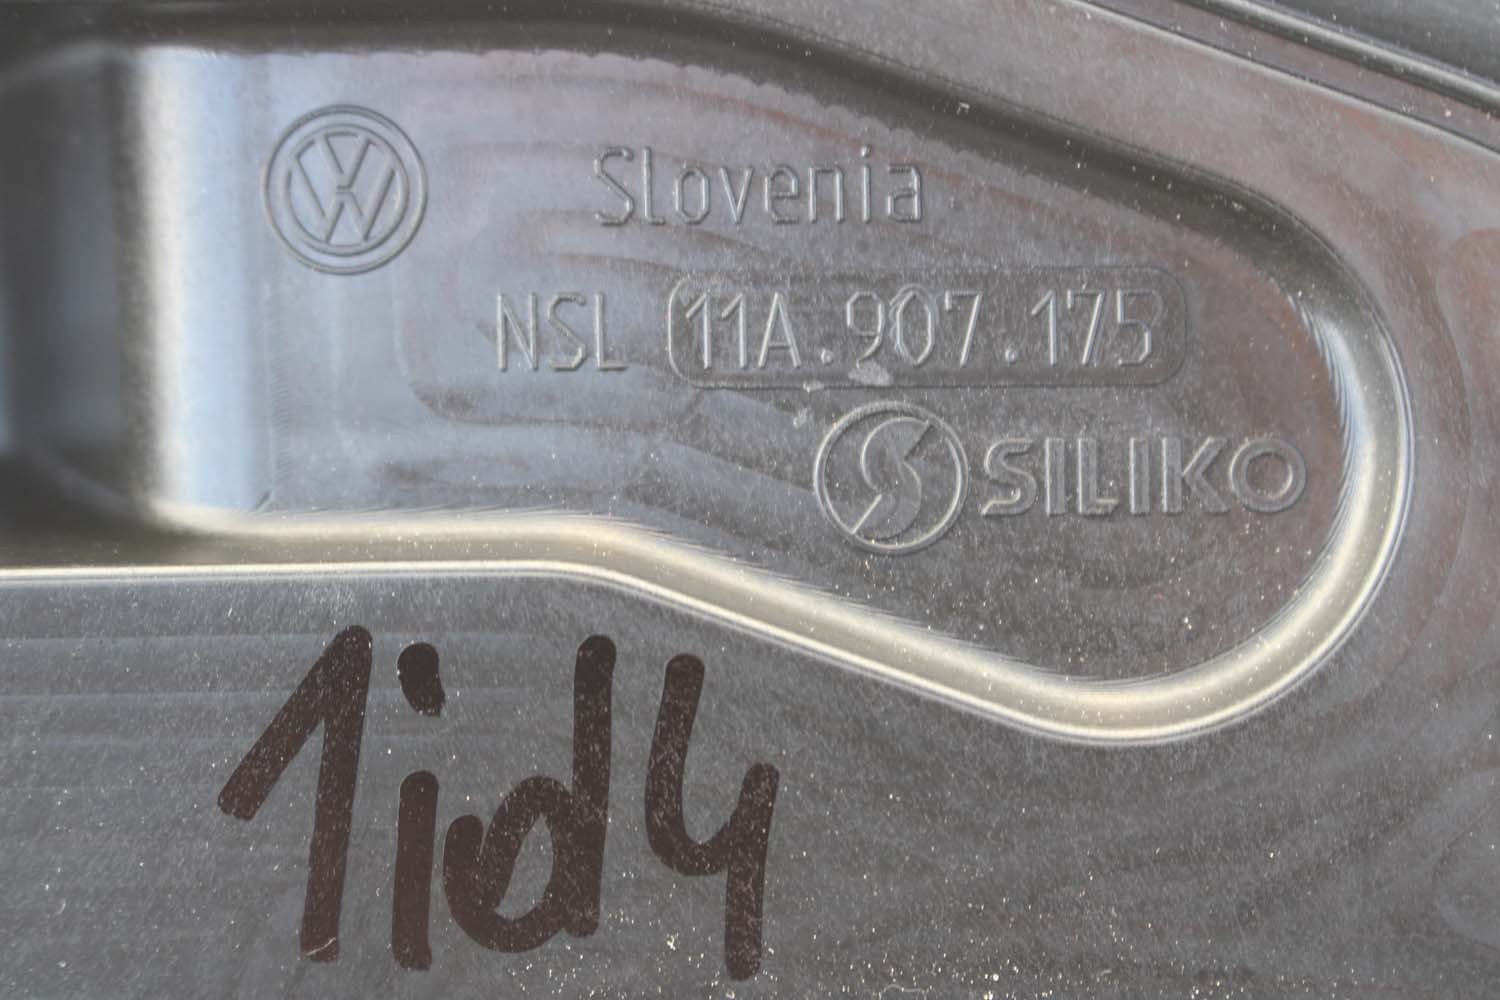 Slovenia
NSL 11A.907.175
SILIKO
1id4